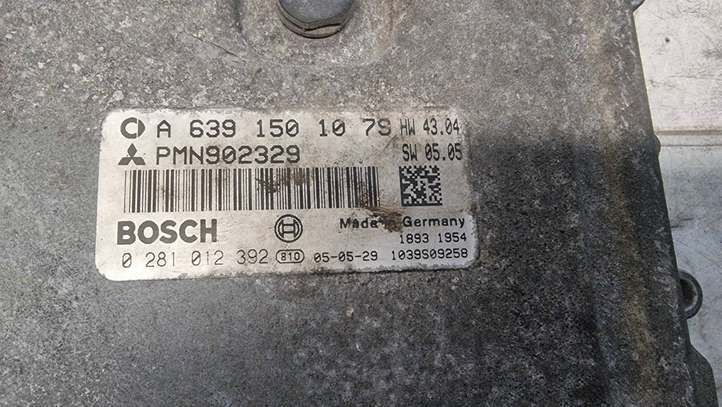 A 639 150 10 79 HW 43.04
PMN902329 SW 05.05
BOSCH Made in Germany
1893 1954
0 281 012 392 810 05-05-29 1039S09258